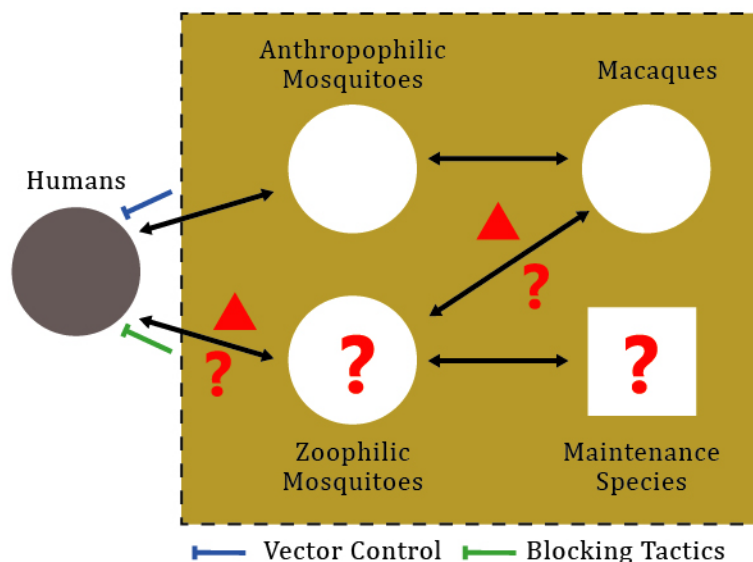 Anthropophilic
Mosquitoes
Macaques
Humans
?
?
?
?
Zoophilic
Mosquitoes
Maintenance
Species
Vector Control
Blocking Tactics